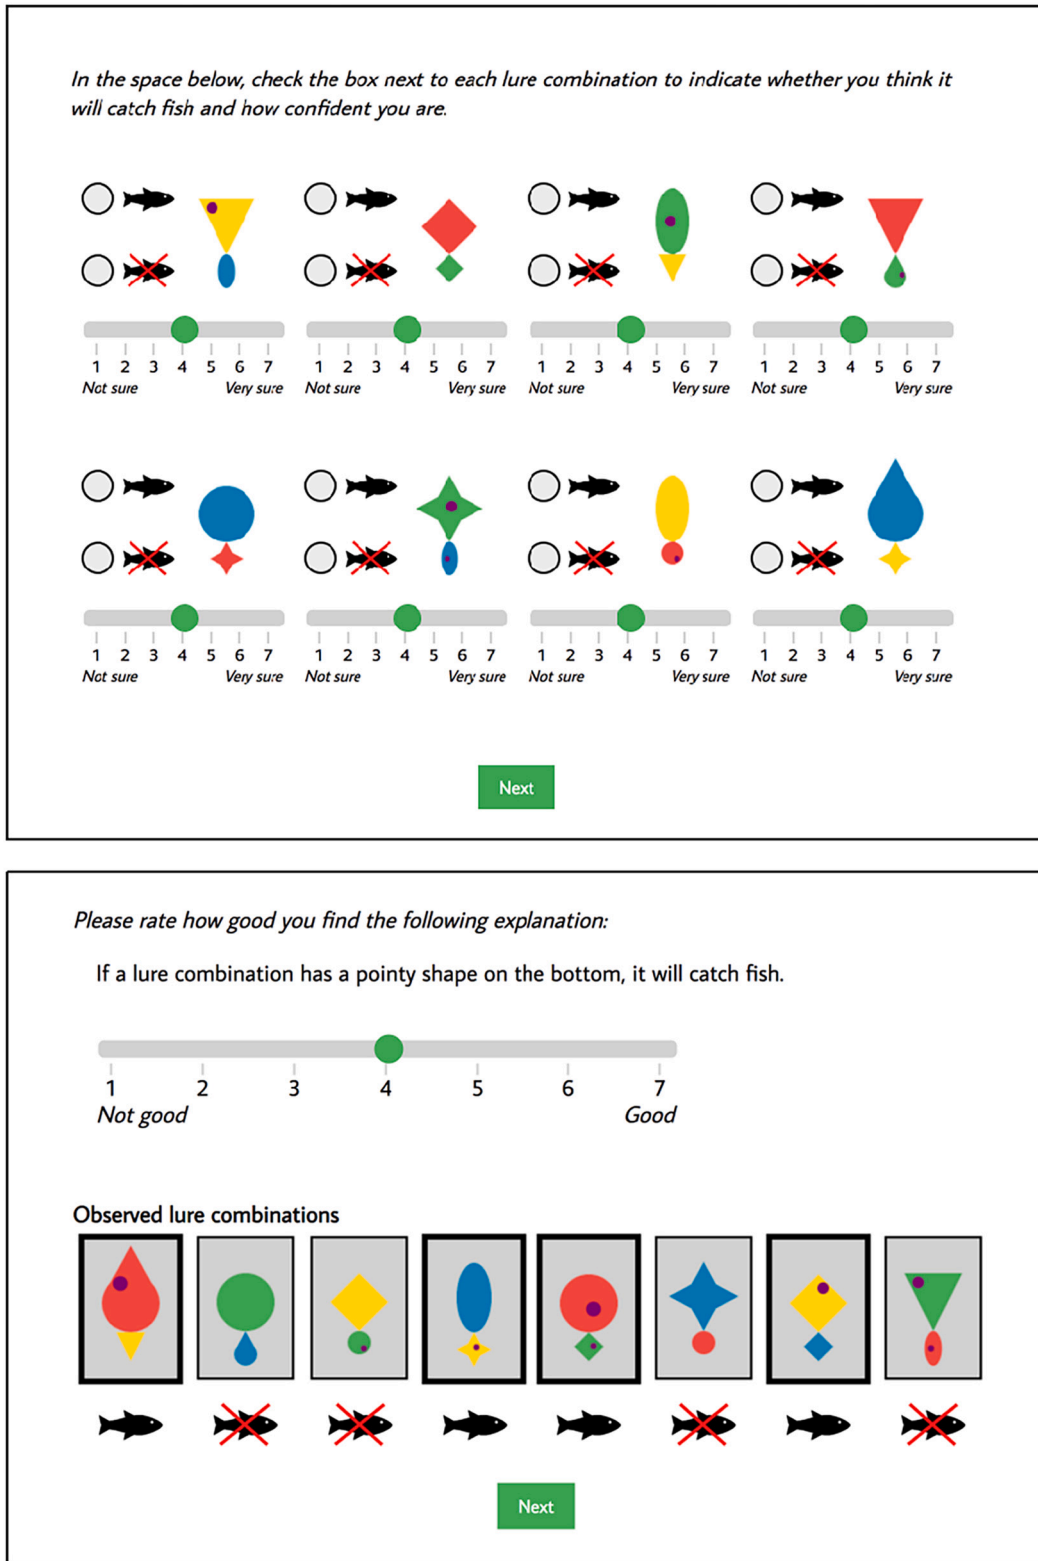 In the space below, check the box next to each lure combination to indicate whether you think it
will catch fish and how confident you are.
1 2 3 4 5 6 7 1 2 3 4 5 6 7 1 2 3 4 5 6 7 1 2 3 4 5 6 7
Not sure Very sure Not sure Very sure Not sure Very sure Not sure Very sure
1 2 3 4 5 6 7 1 2 3 4 5 6 7 1 2 3 4 5 6 7 1 2 3 4 5 6 7
Not sure Very sure Not sure Very sure Not sure Very sure Not sure Very sure
Next
Please rate how good you find the following explanation:
If a lure combination has a pointy shape on the bottom, it will catch fish.
1 2 3 4 5 6 7
Not good Good
Observed lure combinations
Next